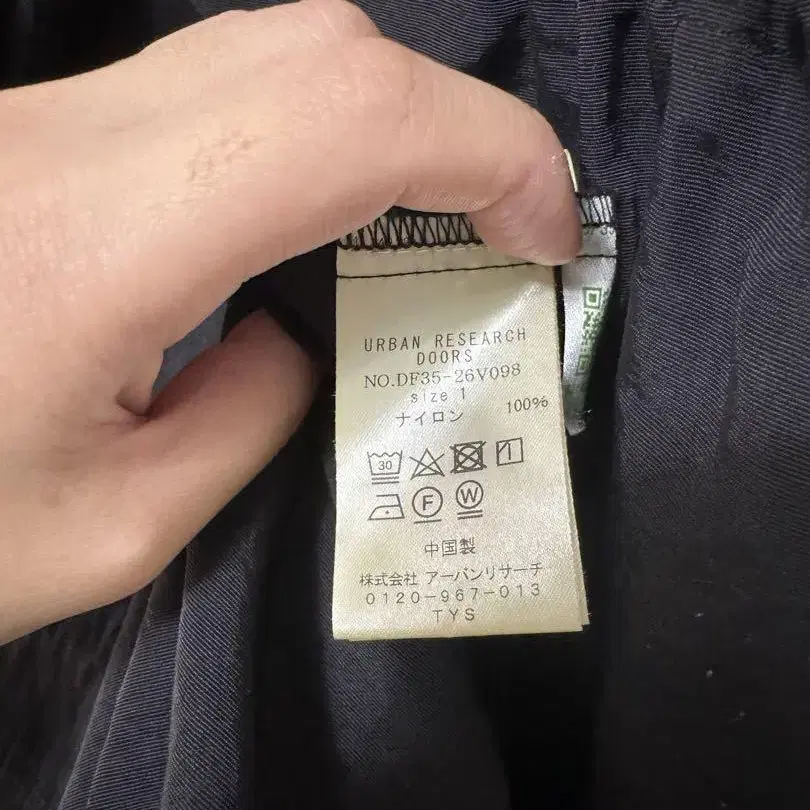 URBAN RESEARCH
DOORS
NO.DF35-26V098
size 1
ナイロン 100%
30
F W
中国製
株式会社 アーバンリサーチ
0120-967-013
TYS